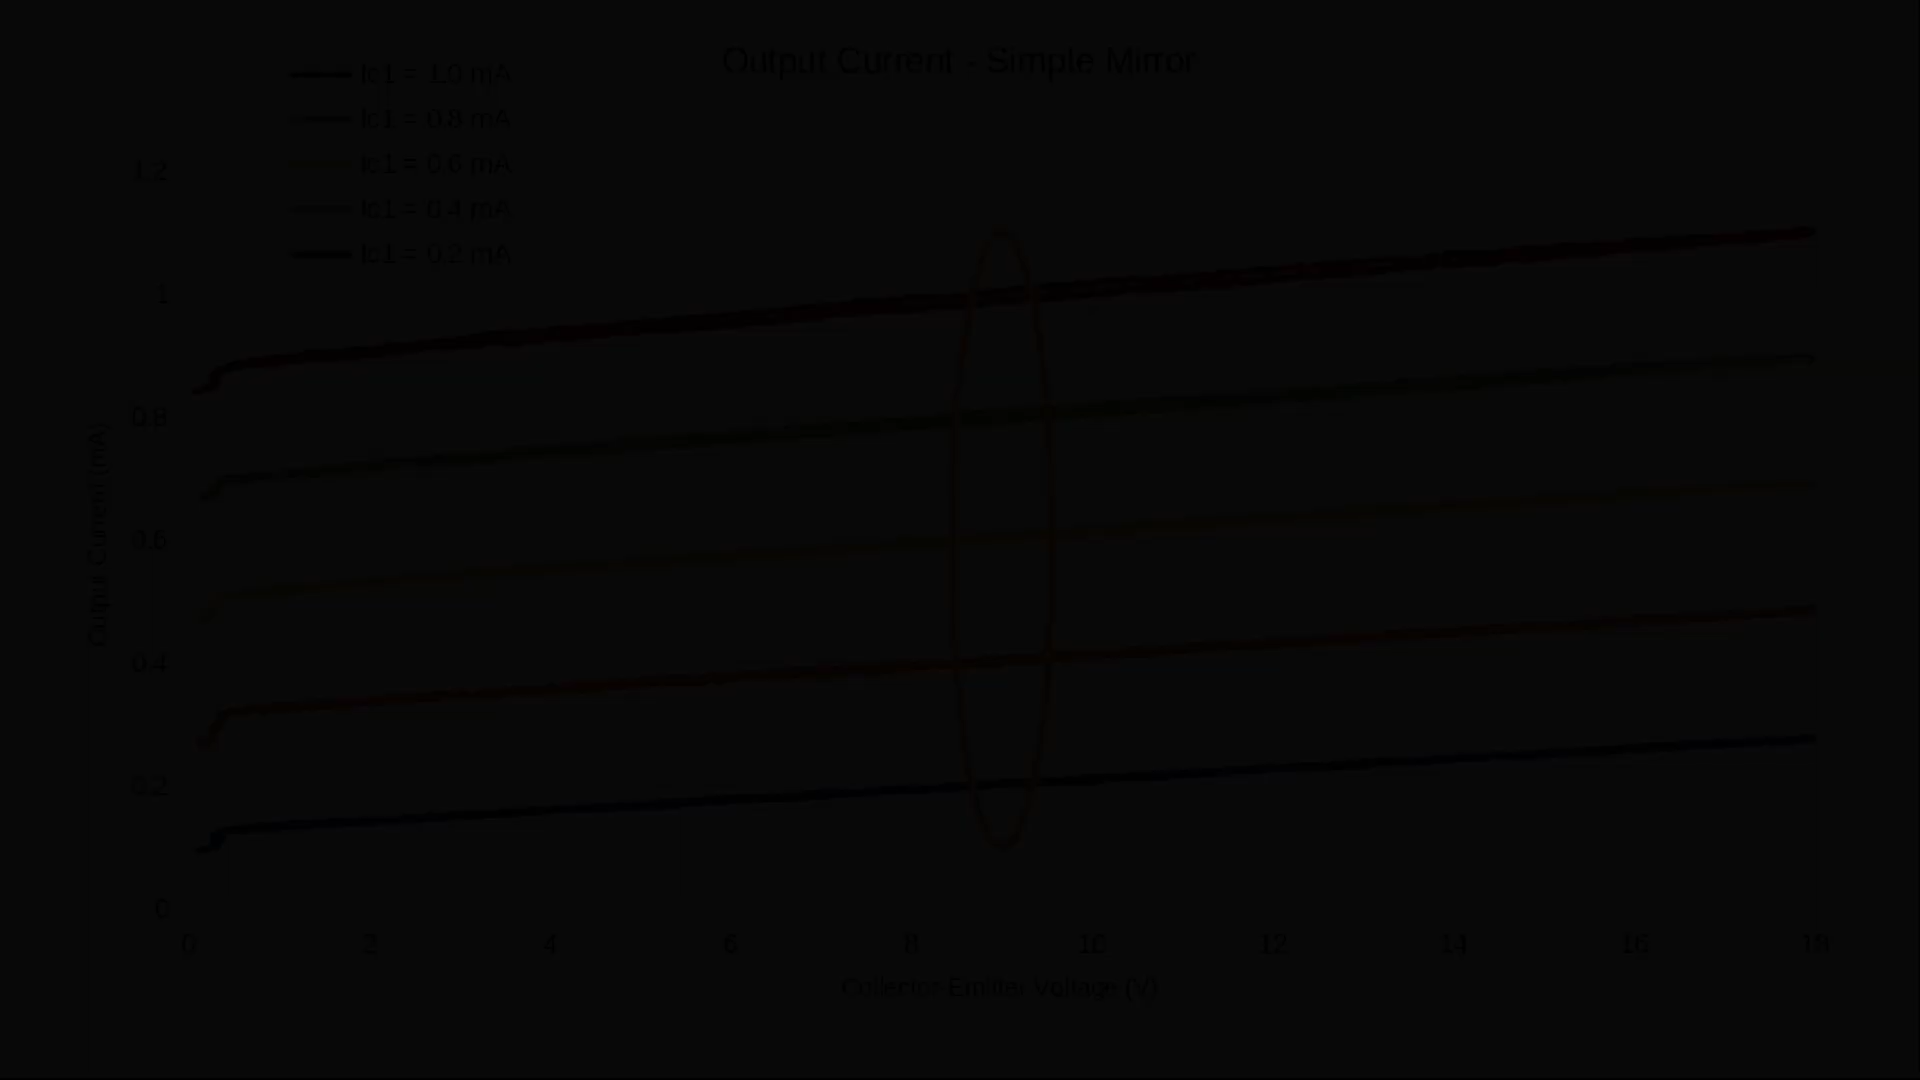 Output Current - Simple Mirror
Ic1 = 1.0 mA
Ic1 = 0.8 mA
Ic1 = 0.6 mA
Ic1 = 0.4 mA
Ic1 = 0.2 mA
1.2
1
0.8
0.6
0.4
0.2
0
Output Current (mA)
0 2 4 6 8 10 12 14 16 18
Collector-Emitter Voltage (V)